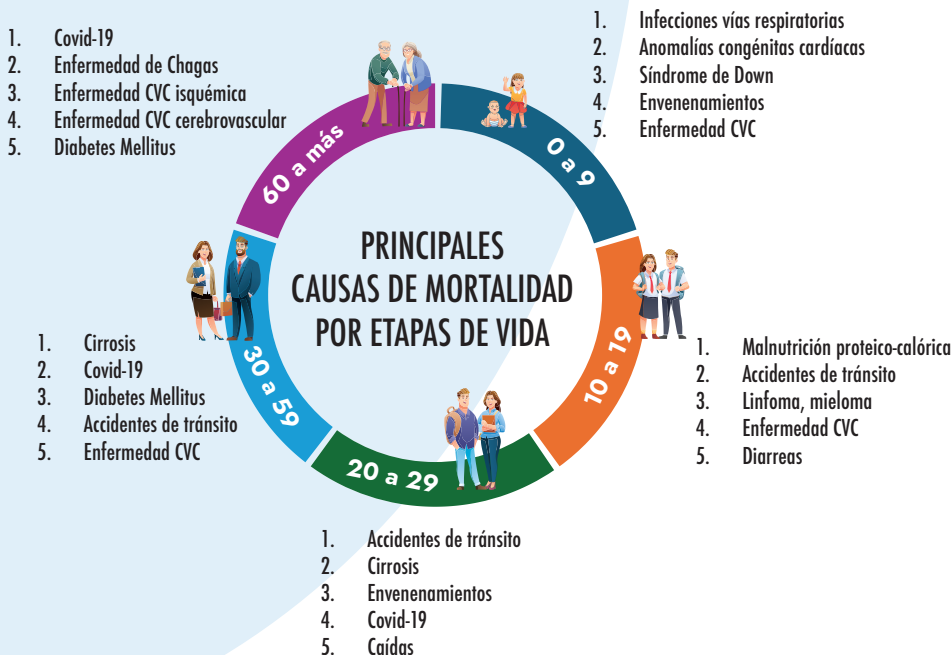 1. Covid-19
2. Enfermedad de Chagas
3. Enfermedad CVC isquémica
4. Enfermedad CVC cerebrovascular
5. Diabetes Mellitus
1. Infecciones vías respiratorias
2. Anomalías congénitas cardíacas
3. Síndrome de Down
4. Envenenamientos
5. Enfermedad CVC
60 a más
0 a 9
PRINCIPALES
CAUSAS DE MORTALIDAD
POR ETAPAS DE VIDA
1. Cirrosis
2. Covid-19
3. Diabetes Mellitus
4. Accidentes de tránsito
5. Enfermedad CVC
30 a 59
10 a 19
1. Malnutrición proteico-calórica
2. Accidentes de tránsito
3. Linfoma, mieloma
4. Enfermedad CVC
5. Diarreas
20 a 29
1. Accidentes de tránsito
2. Cirrosis
3. Envenenamientos
4. Covid-19
5. Caídas